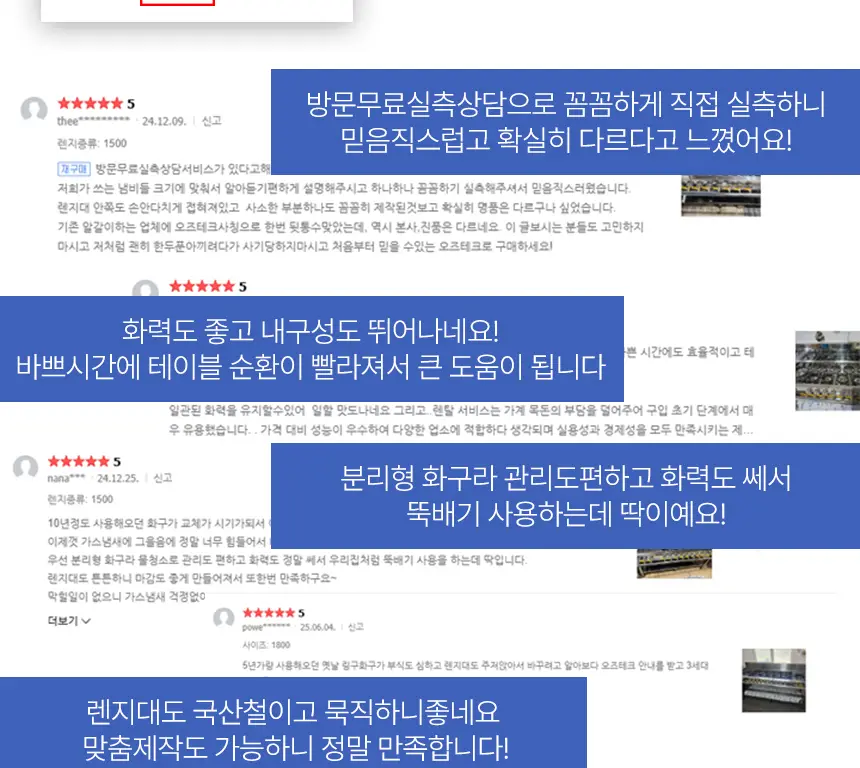 방문무료실측상담으로 꼼꼼하게 직접 실측하니
믿음직스럽고 확실히 다르다고 느꼈어요!
★★★★★ 5
thee********* · 24.12.09. | 신고
렌지종류: 1500
재구매 방문무료실측상담서비스가 있다고해
저희가 쓰는 냄비들 크기에 맞춰서 알아듣기편하게 설명해주시고 하나하나 꼼꼼하기 실측해주셔서 믿음직스러웠습니다.
렌지대 안쪽도 손안다치게 접혀져있고 사소한 부분하나도 꼼꼼히 제작된것보고 확실히 명품은 다르구나 싶었습니다.
기존 알갈이하는 업체에 오즈테크사칭으로 한번 뒷통수맞았는데, 역시 본사,진품은 다르네요. 이 글보시는 분들도 고민하지
마시고 저처럼 괜히 한두푼아끼려다가 사기당하지마시고 처음부터 믿을 수있는 오즈테크로 구매하세요!
★★★★★ 5
화력도 좋고 내구성도 뛰어나네요!
바쁘시간에 테이블 순환이 빨라져서 큰 도움이 됩니다
쁜 시간에도 효율적이고 테
일관된 화력을 유지할수있어 일할 맛도나네요 그리고..렌탈 서비스는 가게 목돈의 부담을 덜어주어 구입 초기 단계에서 매
우 유용했습니다. . 가격 대비 성능이 우수하여 다양한 업소에 적합하다 생각되며 실용성과 경제성을 모두 만족시키는 제...
★★★★★ 5
nana*** · 24.12.25. | 신고
렌지종류: 1500
분리형 화구라 관리도편하고 화력도 쎄서
뚝배기 사용하는데 딱이예요!
10년정도 사용해오던 화구가 교체가 시기가되서
이제껏 가스냄새에 그을음에 정말 너무 힘들어서
우선 분리형 화구라 물청소로 관리도 편하고 화력도 정말 쎄서 우리집처럼 뚝배기 사용을 하는데 딱입니다.
렌지대도 튼튼하니 마감도 좋게 만들어져서 또한번 만족하구요~
막힐일이 없으니 가스냄새 걱정없이
더보기
★★★★★ 5
powe****** · 25.06.04. | 신고
사이즈: 1800
5년가량 사용해오던 옛날 링구화구가 부식도 심하고 렌지대도 주저앉아서 바꾸려고 알아보다 오즈테크 안내를 받고 3세대
렌지대도 국산철이고 묵직하니좋네요
맞춤제작도 가능하니 정말 만족합니다!